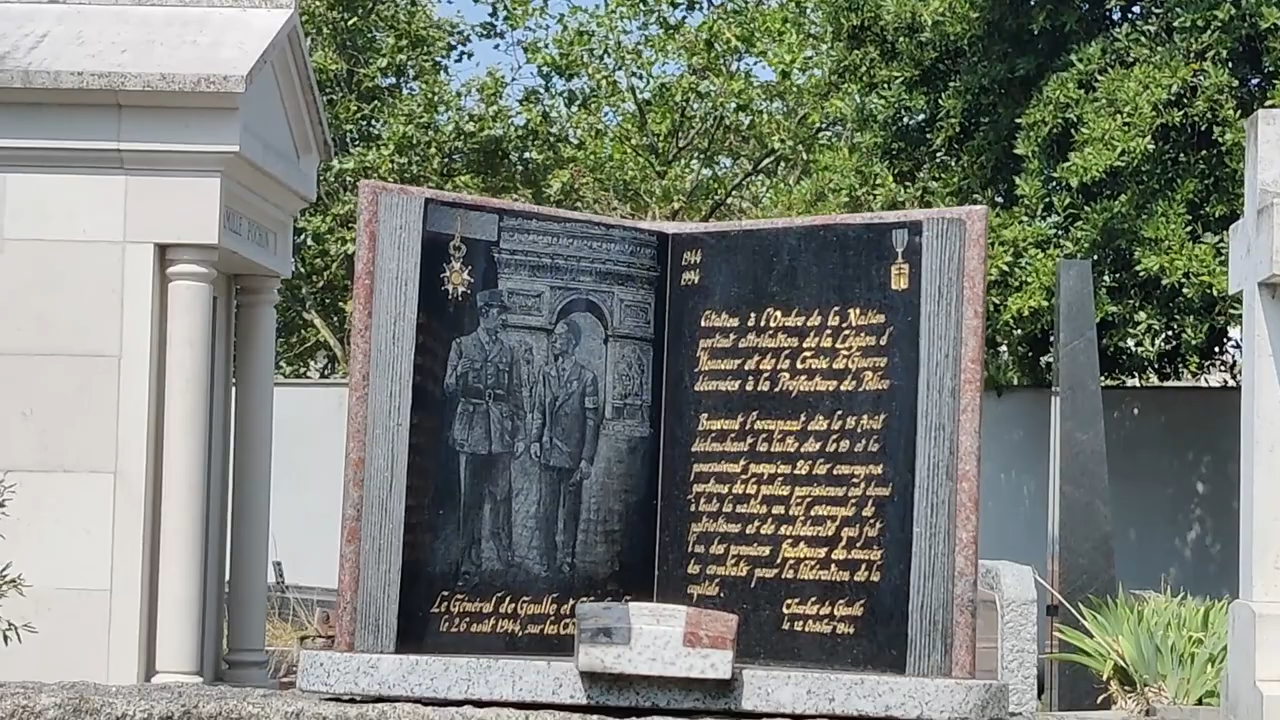 MILLE POCHON
Le Général de Gaulle et
le 26 août 1944, sur les
1944
1994
Citation à l'Ordre de la Nation
portant attribution de la Légion d'
Honneur et de la Croix de Guerre
décernées à la Préfecture de Police
Bravant l'occupant dès le 15 Août
déclenchant la lutte dès le 19 et la
poursuivant jusqu'au 26 les courageux
gardiens de la police parisienne ont donné
à toute la nation un bel exemple de
patriotisme et de solidarité qui fut
l'un des premiers facteurs du succès
des combats pour la libération de la
capitale.
Charles de Gaulle
le 12 Octobre 1944